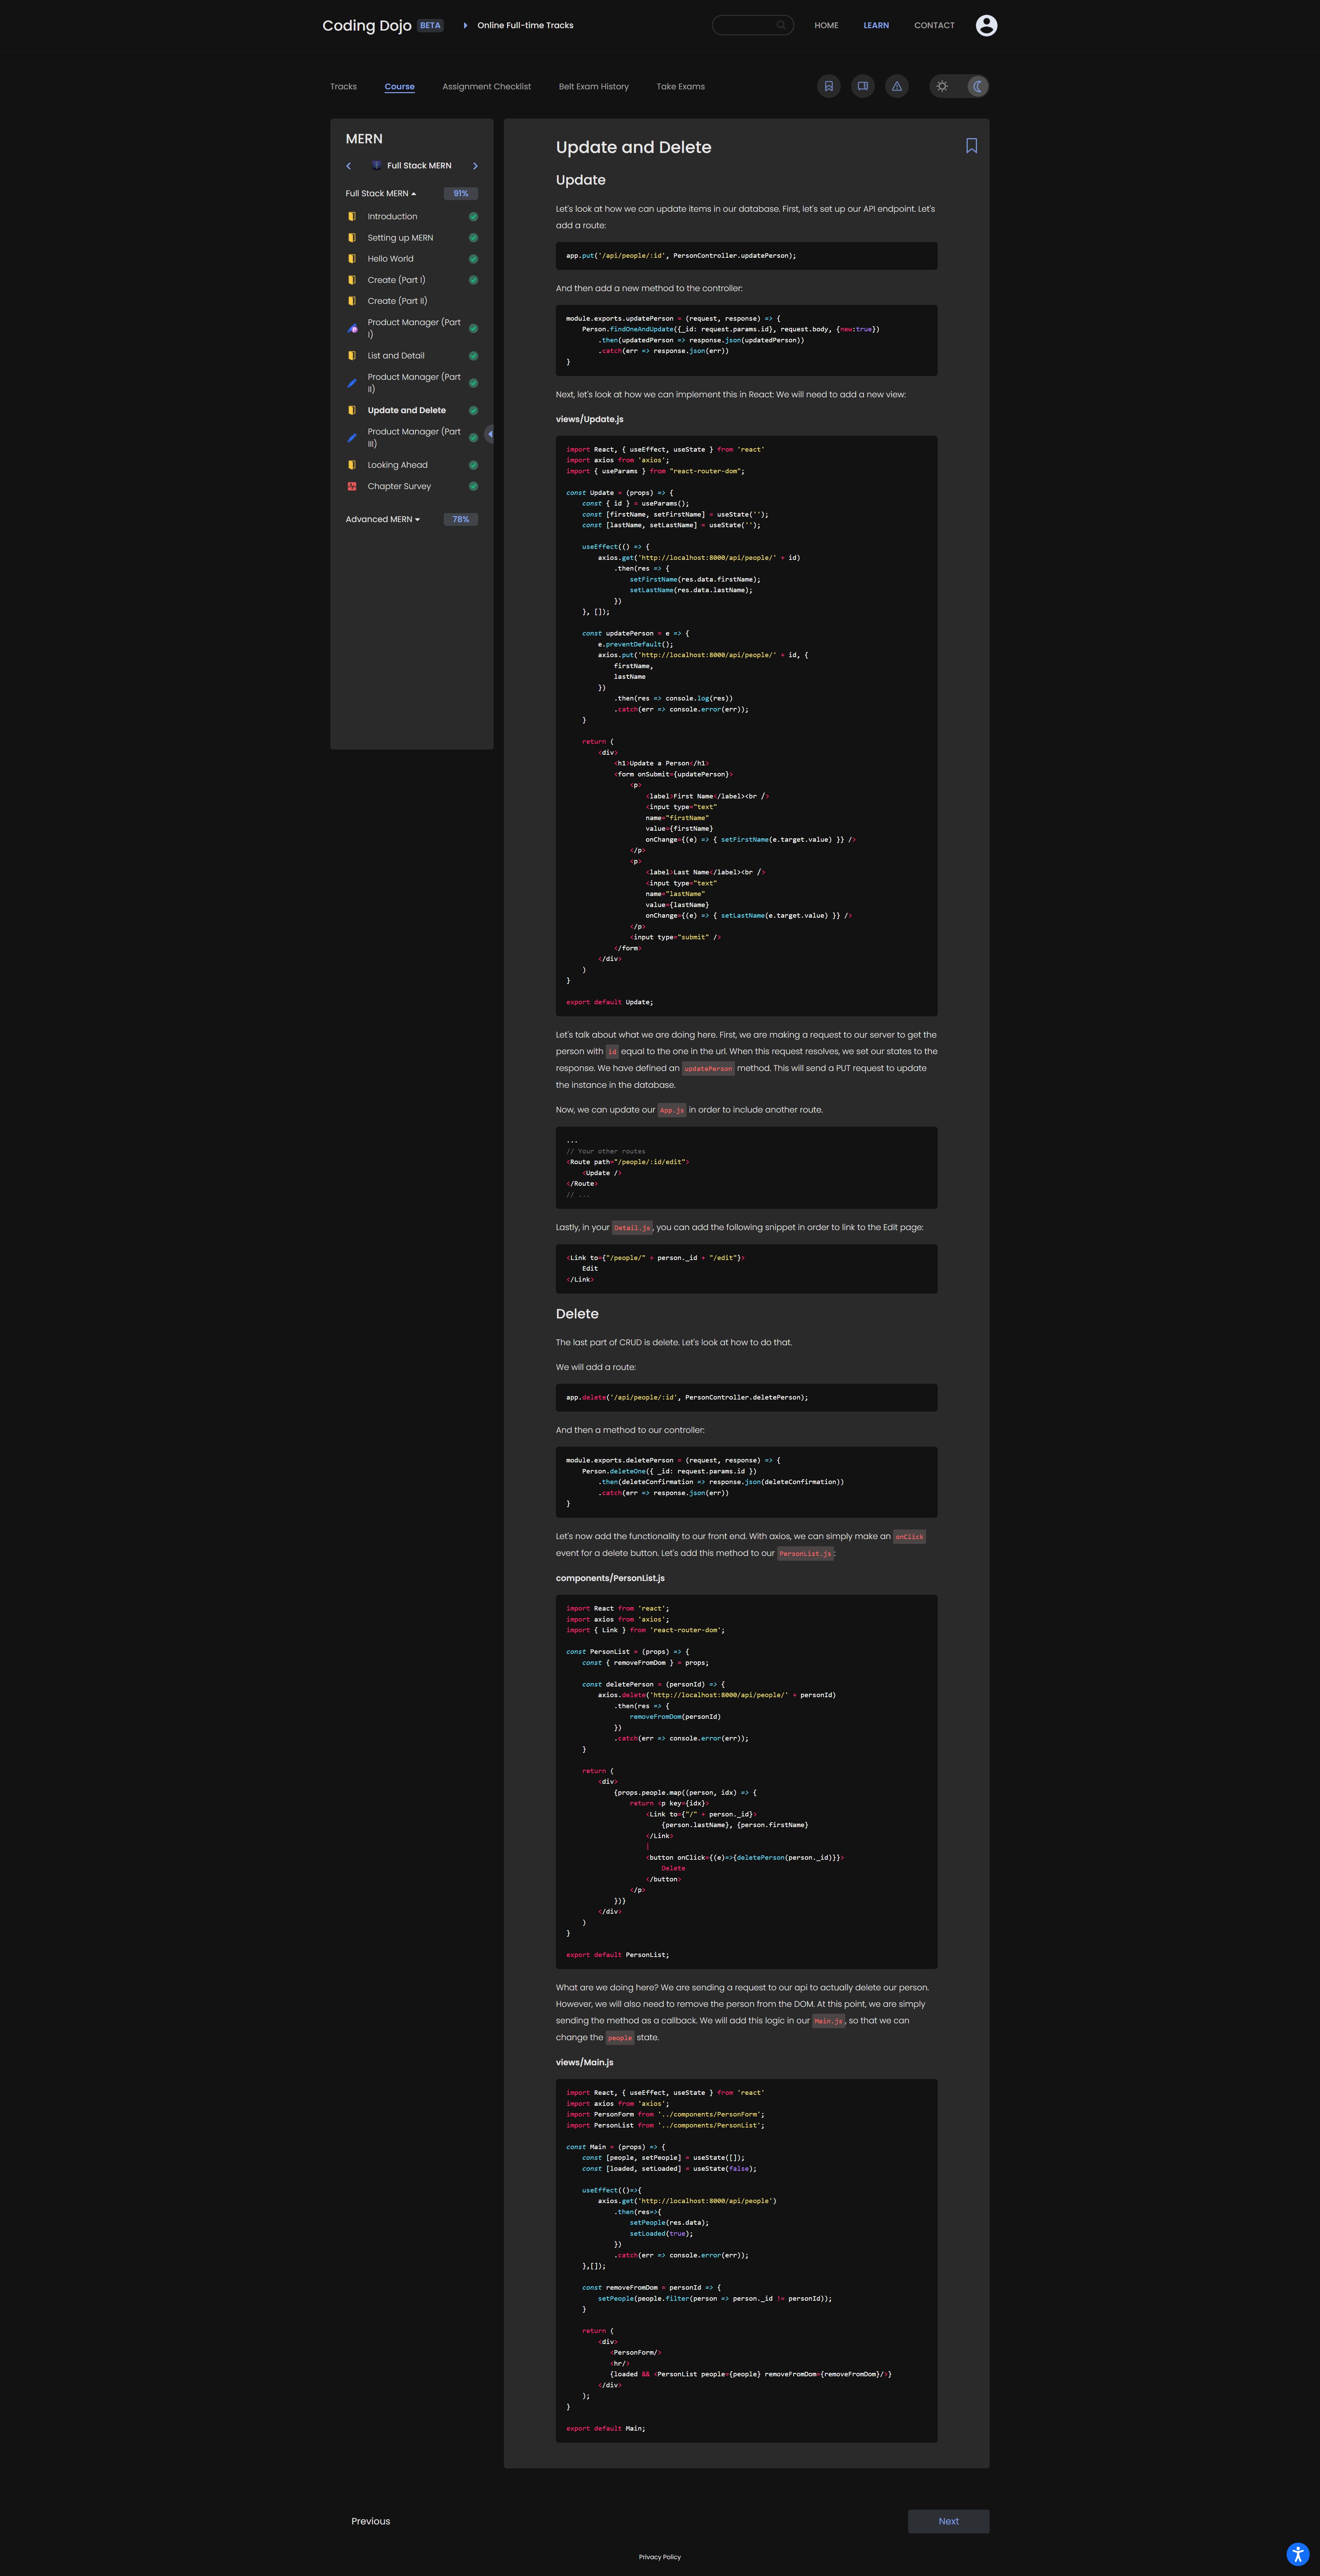 Coding Dojo BETA Online Full-time Tracks HOME LEARN CONTACT
Tracks Course Assignment Checklist Belt Exam History Take Exams
MERN
Full Stack MERN
Full Stack MERN 91%
Introduction
Setting up MERN
Hello World
Create (Part I)
Create (Part II)
Product Manager (Part
I)
List and Detail
Product Manager (Part
II)
Update and Delete
Product Manager (Part
III)
Looking Ahead
Chapter Survey
Advanced MERN 78%
Update and Delete
Update
Let's look at how we can update items in our database. First, let's set up our API endpoint. Let's
add a route:
app.put('/api/people/:id', PersonController.updatePerson);
And then add a new method to the controller:
module.exports.updatePerson = (request, response) => {
    Person.findOneAndUpdate({_id: request.params.id}, request.body, {new:true})
        .then(updatedPerson => response.json(updatedPerson))
        .catch(err => response.json(err))
}
Next, let's look at how we can implement this in React: We will need to add a new view:
views/Update.js
import React, { useEffect, useState } from 'react'
import axios from 'axios';
import { useParams } from "react-router-dom";
const Update = (props) => {
    const { id } = useParams();
    const [firstName, setFirstName] = useState('');
    const [lastName, setLastName] = useState('');
    useEffect(() => {
        axios.get('http://localhost:8000/api/people/' + id)
            .then(res => {
                setFirstName(res.data.firstName);
                setLastName(res.data.lastName);
            })
    }, []);
    const updatePerson = e => {
        e.preventDefault();
        axios.put('http://localhost:8000/api/people/' + id, {
            firstName,
            lastName
        })
            .then(res => console.log(res))
            .catch(err => console.error(err));
    }
    return (
        <div>
            <h1>Update a Person</h1>
            <form onSubmit={updatePerson}>
                <p>
                    <label>First Name</label><br />
                    <input type="text"
                    name="firstName"
                    value={firstName}
                    onChange={(e) => { setFirstName(e.target.value) }} />
                </p>
                <p>
                    <label>Last Name</label><br />
                    <input type="text"
                    name="lastName"
                    value={lastName}
                    onChange={(e) => { setLastName(e.target.value) }} />
                </p>
                <input type="submit" />
            </form>
        </div>
    )
}
export default Update;
Let's talk about what we are doing here. First, we are making a request to our server to get the
person with id equal to the one in the url. When this request resolves, we set our states to the
response. We have defined an updatePerson method. This will send a PUT request to update
the instance in the database.
Now, we can update our App.js in order to include another route.
...
// Your other routes
<Route path="/people/:id/edit">
    <Update />
</Route>
// ...
Lastly, in your Detail.js, you can add the following snippet in order to link to the Edit page:
<Link to={"/people/" + person._id + "/edit"}>
    Edit
</Link>
Delete
The last part of CRUD is delete. Let's look at how to do that.
We will add a route:
app.delete('/api/people/:id', PersonController.deletePerson);
And then a method to our controller:
module.exports.deletePerson = (request, response) => {
    Person.deleteOne({ _id: request.params.id })
        .then(deleteConfirmation => response.json(deleteConfirmation))
        .catch(err => response.json(err))
}
Let's now add the functionality to our front end. With axios, we can simply make an onClick
event for a delete button. Let's add this method to our PersonList.js:
components/PersonList.js
import React from 'react';
import axios from 'axios';
import { Link } from 'react-router-dom';
const PersonList = (props) => {
    const { removeFromDom } = props;
    const deletePerson = (personId) => {
        axios.delete('http://localhost:8000/api/people/' + personId)
            .then(res => {
                removeFromDom(personId)
            })
            .catch(err => console.error(err));
    }
    return (
        <div>
            {props.people.map((person, idx) => {
                return <p key={idx}>
                    <Link to={"/" + person._id}>
                        {person.lastName}, {person.firstName}
                    </Link>
                    |
                    <button onClick={(e)=>{deletePerson(person._id)}}>
                        Delete
                    </button>
                </p>
            })}
        </div>
    )
}
export default PersonList;
What are we doing here? We are sending a request to our api to actually delete our person.
However, we will also need to remove the person from the DOM. At this point, we are simply
sending the method as a callback. We will add this logic in our Main.js, so that we can
change the people state.
views/Main.js
import React, { useEffect, useState } from 'react'
import axios from 'axios';
import PersonForm from '../components/PersonForm';
import PersonList from '../components/PersonList';
const Main = (props) => {
    const [people, setPeople] = useState([]);
    const [loaded, setLoaded] = useState(false);
    useEffect(()=>{
        axios.get('http://localhost:8000/api/people')
            .then(res=>{
                setPeople(res.data);
                setLoaded(true);
            })
            .catch(err => console.error(err));
    },[]);
    const removeFromDom = personId => {
        setPeople(people.filter(person => person._id != personId));
    }
    return (
        <div>
           <PersonForm/>
           <hr/>
           {loaded && <PersonList people={people} removeFromDom={removeFromDom}/>}
        </div>
    );
}
export default Main;
Previous Next
Privacy Policy